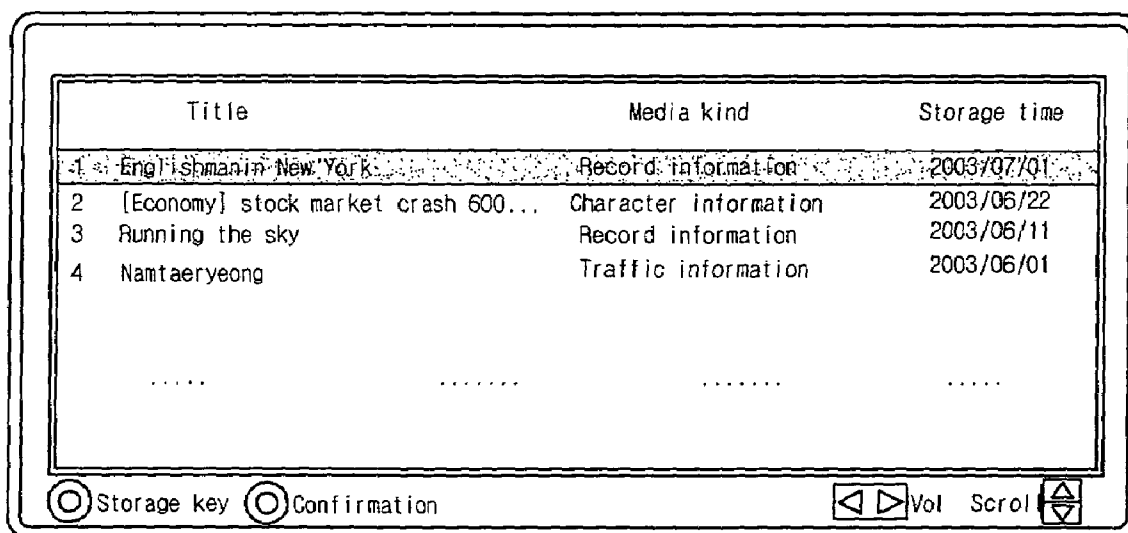 Title Media kind Storage time
1 Englishmanin New York Record information 2003/07/01
2 [Economy] stock market crash 600... Character information 2003/06/22
3 Running the sky Record information 2003/06/11
4 Namtaeryeong Traffic information 2003/06/01
..... ....... ....... .....
Storage key Confirmation Vol Scroll